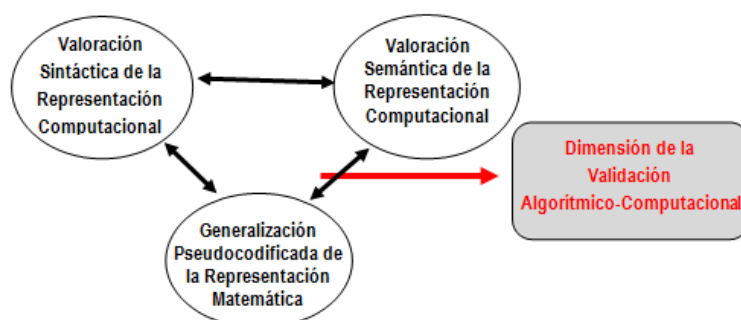 Valoración
Sintáctica de la
Representación
Computacional
Valoración
Semántica de la
Representación
Computacional
Dimensión de la
Validación
Algorítmico-Computacional
Generalización
Pseudocodificada de
la Representación
Matemática